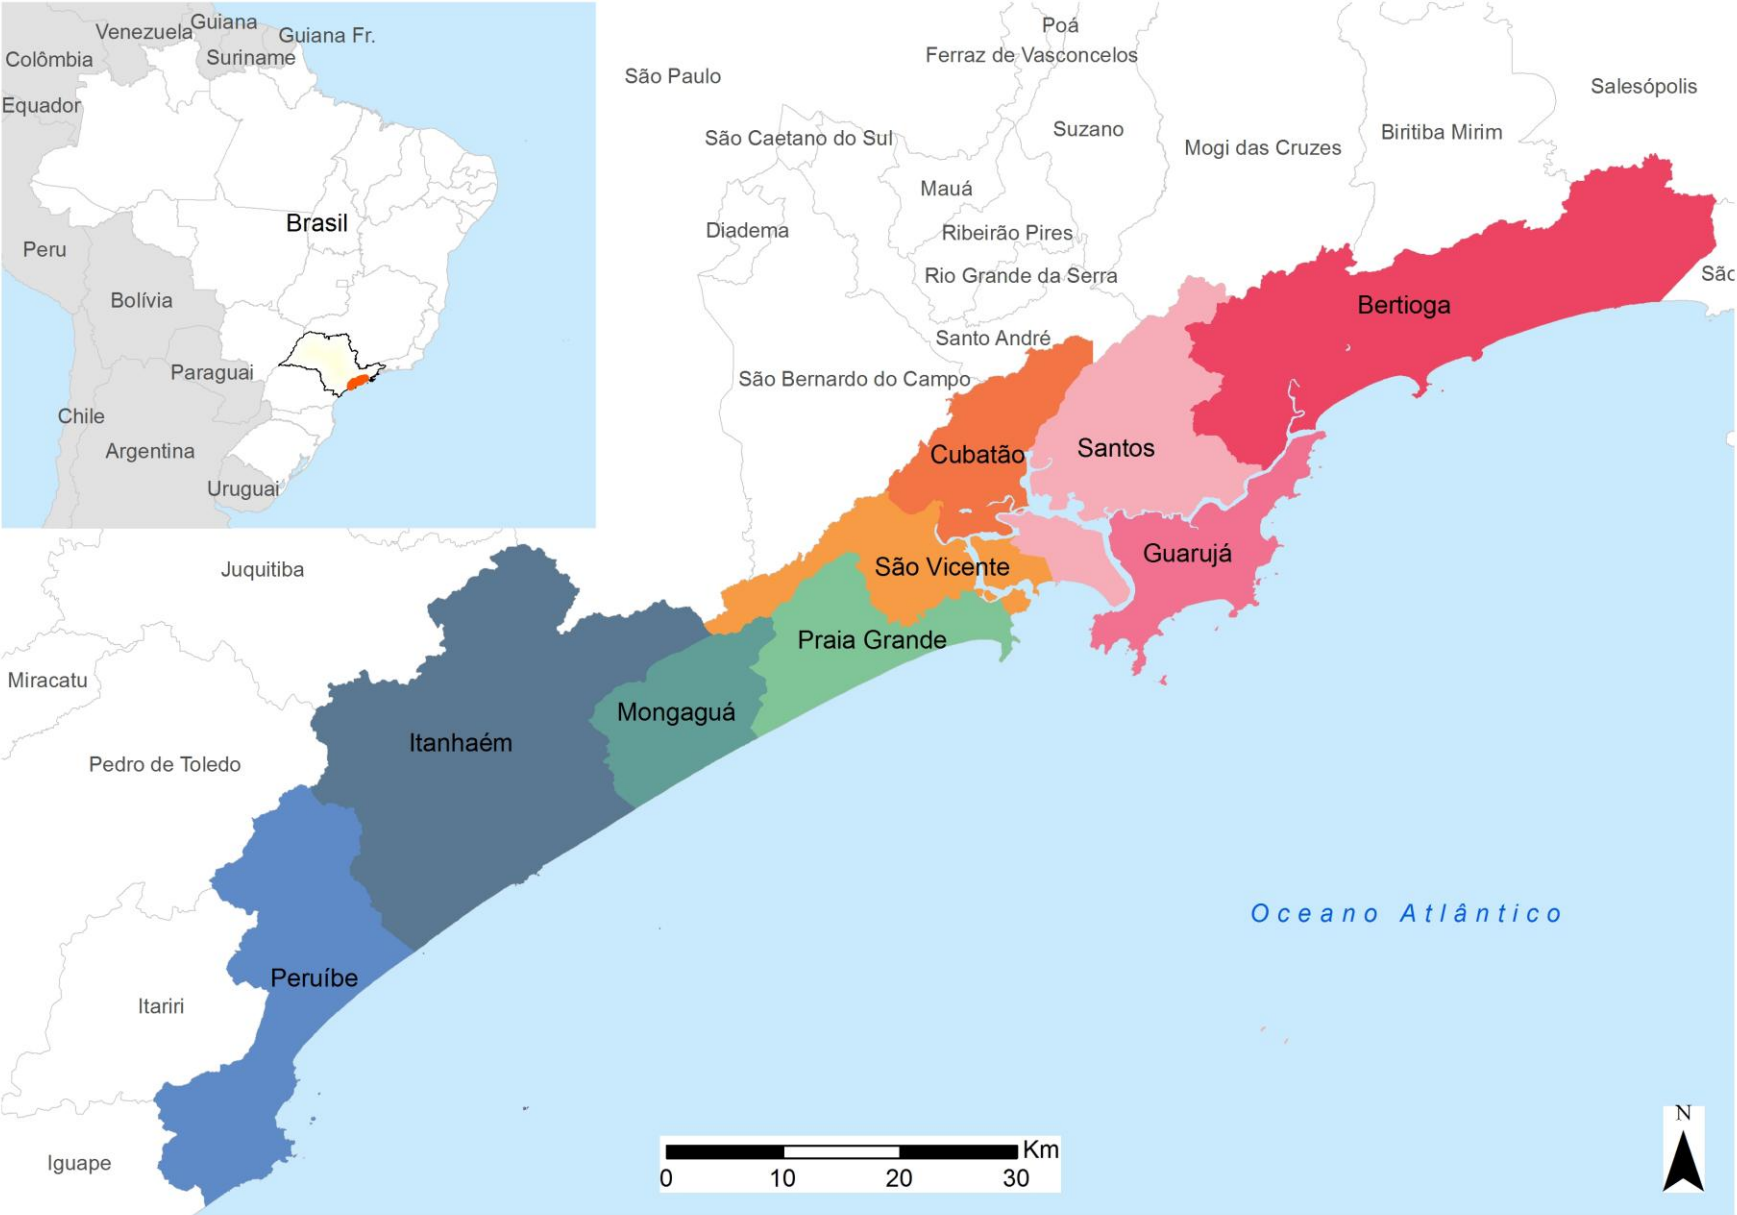 Venezuela
Guiana
Guiana Fr.
Colômbia
Suriname
Equador
Brasil
Peru
Bolívia
Paraguai
Chile
Argentina
Uruguai
Poá
Ferraz de Vasconcelos
São Paulo
Salesópolis
São Caetano do Sul
Suzano
Biritiba Mirim
Mogi das Cruzes
Mauá
Diadema
Ribeirão Pires
Rio Grande da Serra
São
Bertioga
Santo André
São Bernardo do Campo
Cubatão
Santos
Guarujá
São Vicente
Juquitiba
Praia Grande
Miracatu
Mongaguá
Itanhaém
Pedro de Toledo
Oceano Atlântico
Peruíbe
Itariri
Iguape
Km
0 10 20 30
N